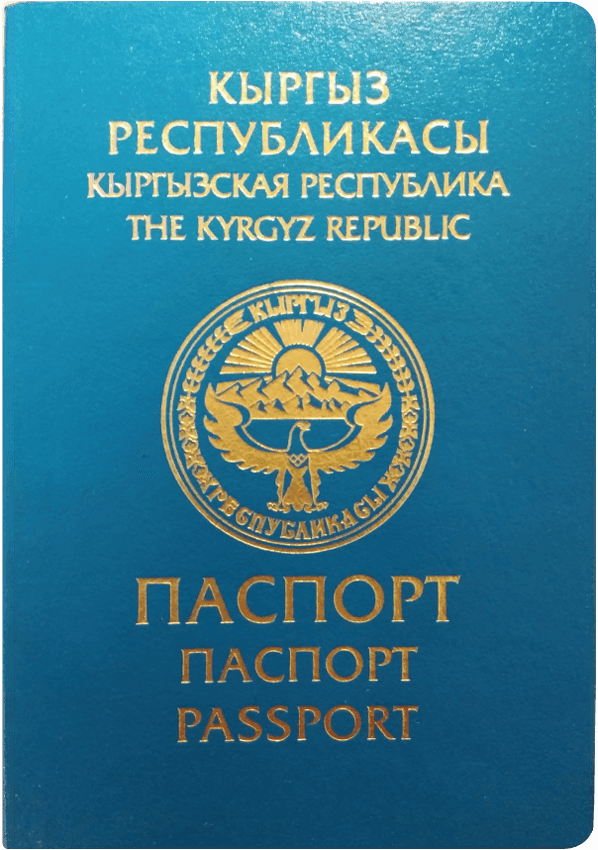 КЫРГЫЗ
РЕСПУБЛИКАСЫ
КЫРГЫЗСКАЯ РЕСПУБЛИКА
THE KYRGYZ REPUBLIC
КЫРГЫЗ
РЕСПУБЛИКАСЫ
ПАСПОРТ
ПАСПОРТ
PASSPORT